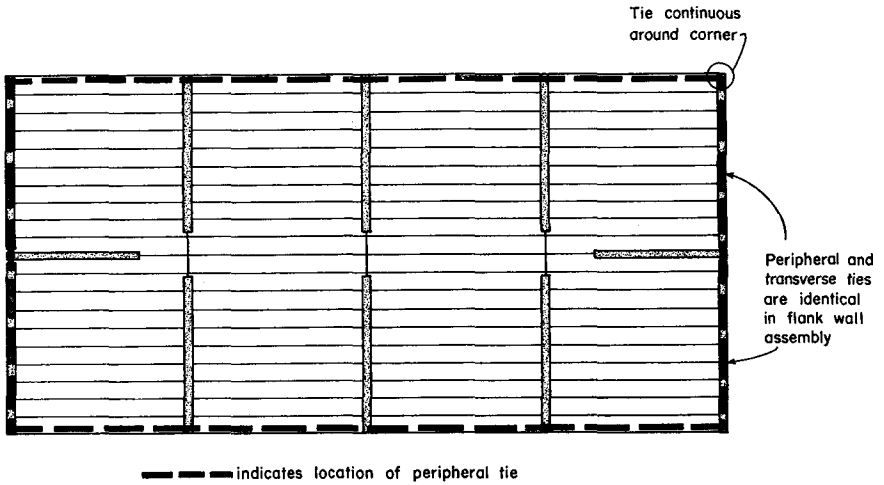 Tie continuous
around corner
Peripheral and
transverse ties
are identical
in flank wall
assembly
indicates location of peripheral tie